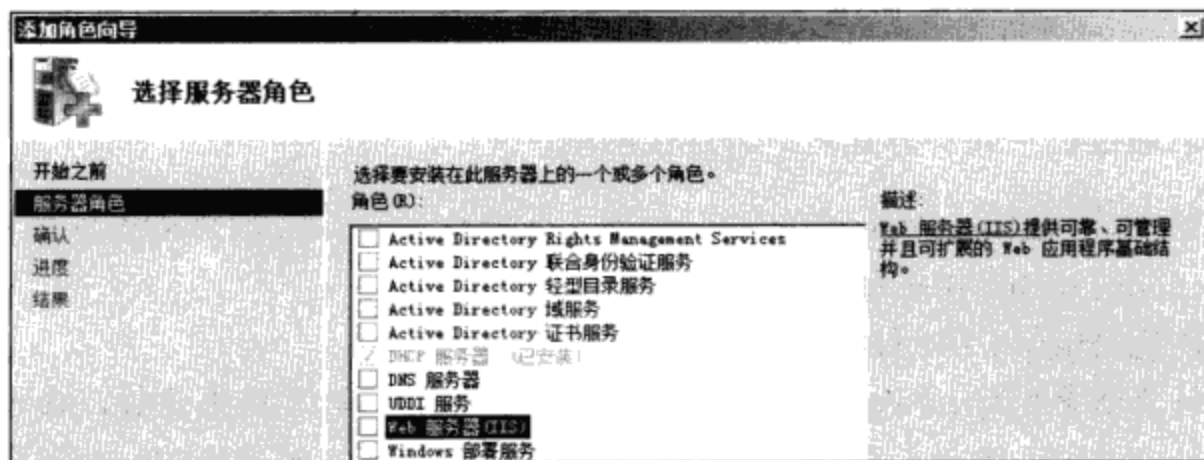 添加角色向导
选择服务器角色
开始之前
服务器角色
确认
进度
结果
选择要安装在此服务器上的一个或多个角色。
角色(R):
Active Directory Rights Management Services
Active Directory 联合身份验证服务
Active Directory 轻型目录服务
Active Directory 域服务
Active Directory 证书服务
DHCP 服务器 (已安装)
DNS 服务器
UDDI 服务
Web 服务器(IIS)
Windows 部署服务
描述:
Web 服务器(IIS)提供可靠、可管理
并且可扩展的 Web 应用程序基础结
构。